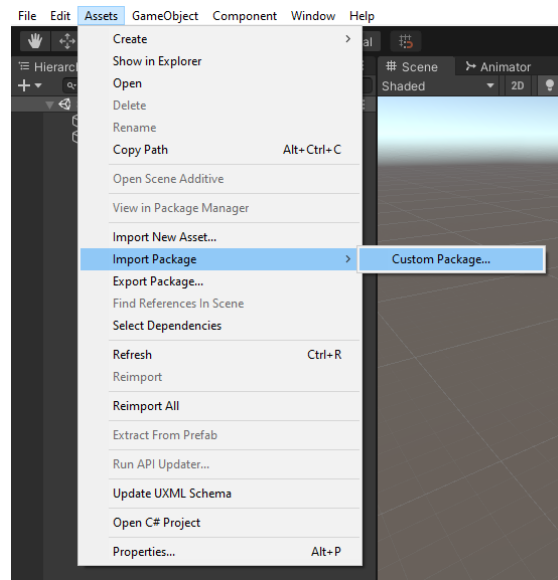 File Edit Assets GameObject Component Window Help
Create
al
Show in Explorer
Hierarc
Scene
Animator
Open
Shaded
2D
Delete
Rename
Copy Path Alt+Ctrl+C
Open Scene Additive
View in Package Manager
Import New Asset...
Import Package
Custom Package...
Export Package...
Find References In Scene
Select Dependencies
Refresh Ctrl+R
Reimport
Reimport All
Extract From Prefab
Run API Updater...
Update UXML Schema
Open C# Project
Properties... Alt+P